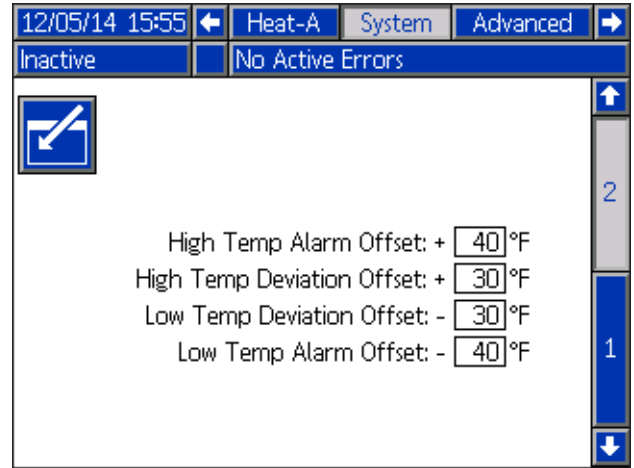 12/05/14 15:55 Heat-A System Advanced
Inactive No Active Errors
2
High Temp Alarm Offset: + 40 °F
High Temp Deviation Offset: + 30 °F
Low Temp Deviation Offset: - 30 °F
Low Temp Alarm Offset: - 40 °F
1